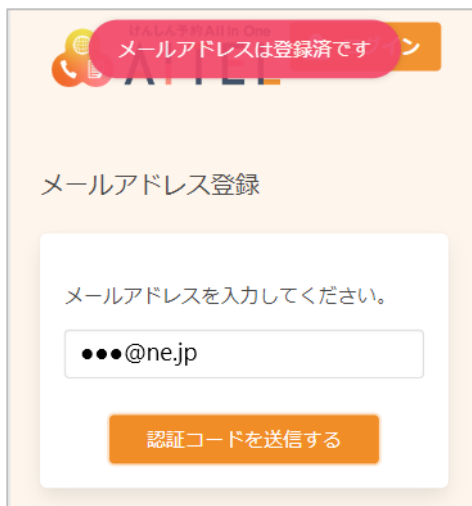 けんしん予約All in One
メールアドレスは登録済です
イン
メールアドレス登録
メールアドレスを入力してください。
●●●@ne.jp
認証コードを送信する